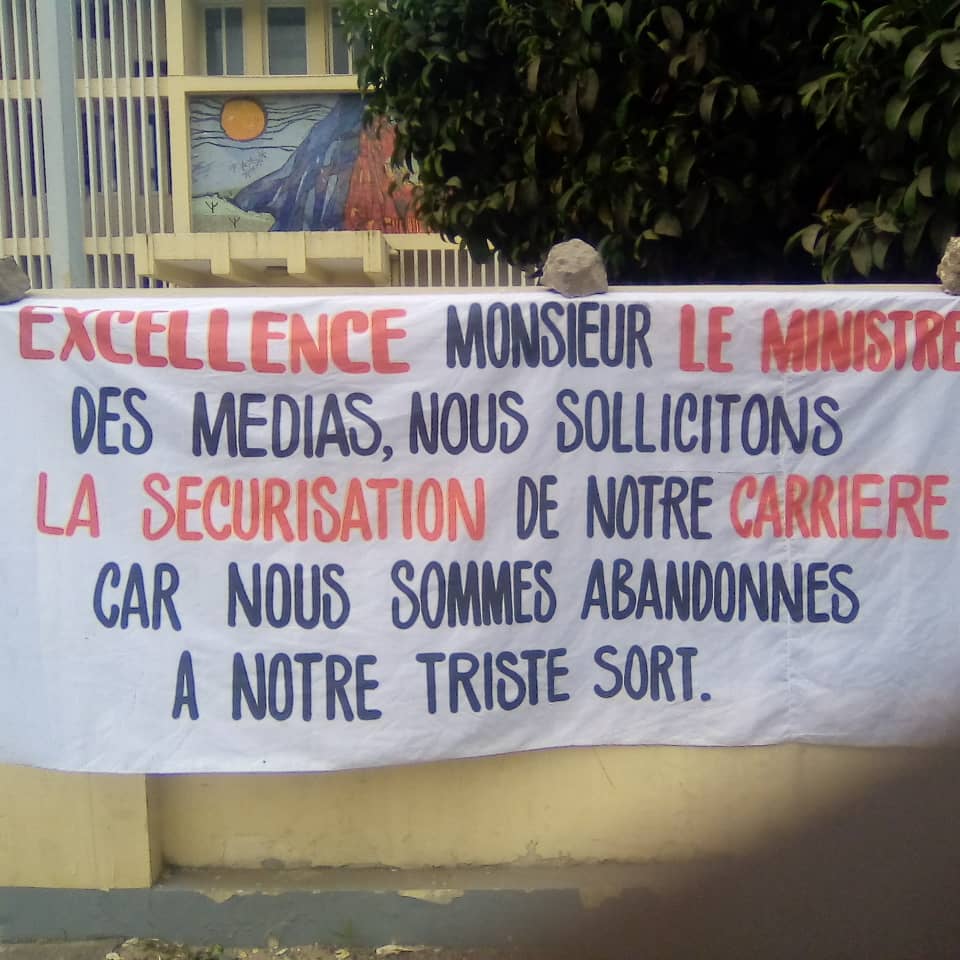 EXCELLENCE MONSIEUR LE MINISTRE
DES MEDIAS, NOUS SOLLICITONS
LA SECURISATION DE NOTRE CARRIERE
CAR NOUS SOMMES ABANDONNES
A NOTRE TRISTE SORT.